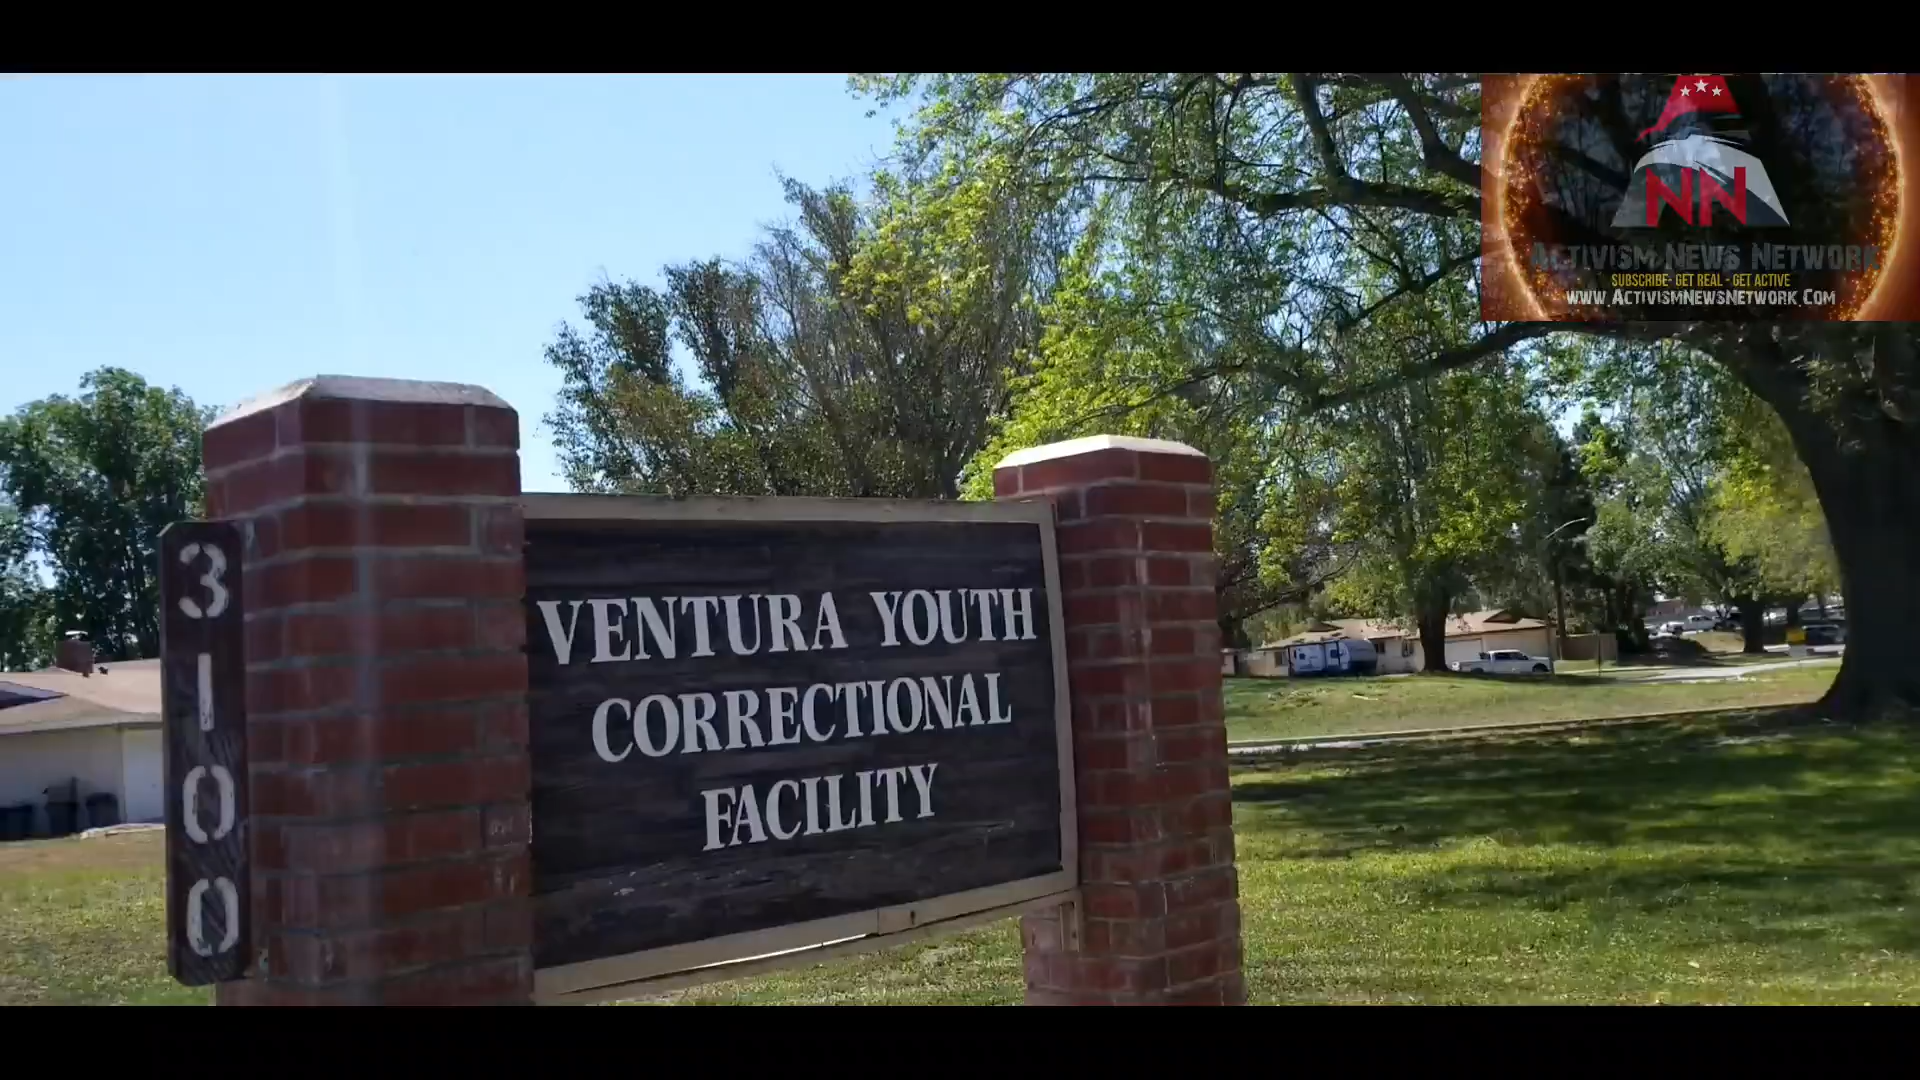 NN
ACTIVISM NEWS NETWORK
SUBSCRIBE- GET REAL - GET ACTIVE
WWW.ACTIVISMNEWSNETWORK.COM
3100
VENTURA YOUTH
CORRECTIONAL
FACILITY